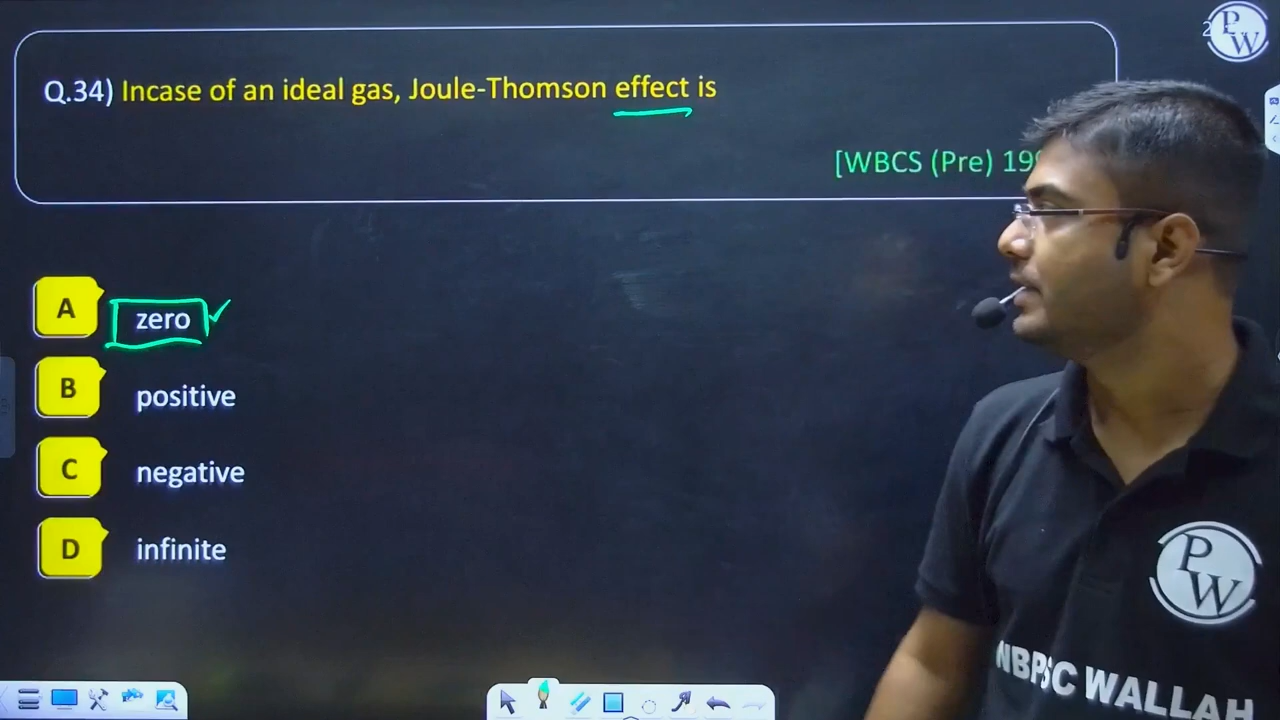 Q.34) Incase of an ideal gas, Joule-Thomson effect is
[WBCS (Pre)
A zero
B positive
C negative
D infinite
PW
PW
WALLAH